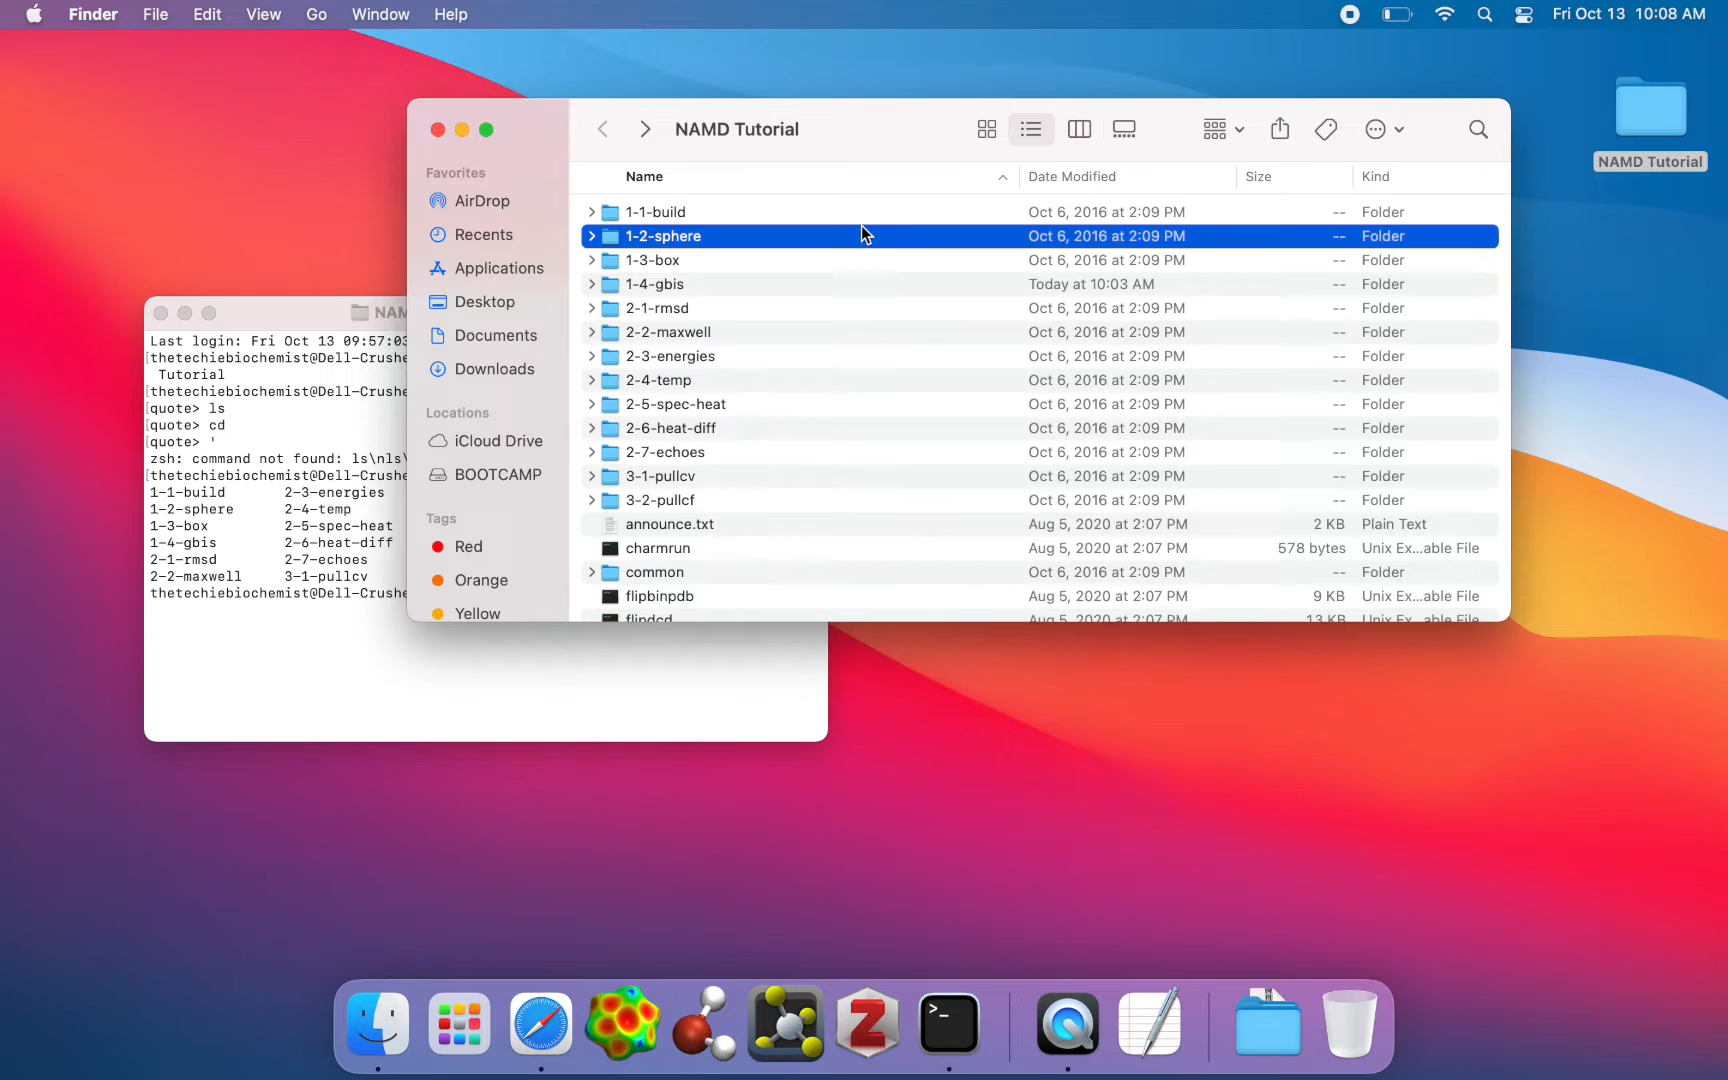 Finder File Edit View Go Window Help Fri Oct 13 10:08 AM
NAMD Tutorial
NAMD Tutorial
Favorites
AirDrop
Recents
Applications
Desktop
Documents
Downloads
Locations
iCloud Drive
BOOTCAMP
Tags
Red
Orange
Yellow
Name Date Modified Size Kind
1-1-build Oct 6, 2016 at 2:09 PM -- Folder
1-2-sphere Oct 6, 2016 at 2:09 PM -- Folder
1-3-box Oct 6, 2016 at 2:09 PM -- Folder
1-4-gbis Today at 10:03 AM -- Folder
2-1-rmsd Oct 6, 2016 at 2:09 PM -- Folder
2-2-maxwell Oct 6, 2016 at 2:09 PM -- Folder
2-3-energies Oct 6, 2016 at 2:09 PM -- Folder
2-4-temp Oct 6, 2016 at 2:09 PM -- Folder
2-5-spec-heat Oct 6, 2016 at 2:09 PM -- Folder
2-6-heat-diff Oct 6, 2016 at 2:09 PM -- Folder
2-7-echoes Oct 6, 2016 at 2:09 PM -- Folder
3-1-pullcv Oct 6, 2016 at 2:09 PM -- Folder
3-2-pullcf Oct 6, 2016 at 2:09 PM -- Folder
announce.txt Aug 5, 2020 at 2:07 PM 2 KB Plain Text
charmrun Aug 5, 2020 at 2:07 PM 578 bytes Unix Ex...able File
common Oct 6, 2016 at 2:09 PM -- Folder
flipbinpdb Aug 5, 2020 at 2:07 PM 9 KB Unix Ex...able File
flipdcd Aug 5, 2020 at 2:07 PM 13 KB Unix Ex...able File
NAM
Last login: Fri Oct 13 09:57:03
[thetechiebiochemist@Dell-Crushe
Tutorial
[thetechiebiochemist@Dell-Crushe
[quote> ls
[quote> cd
[quote> '
zsh: command not found: ls\nls\
[thetechiebiochemist@Dell-Crushe
1-1-build 2-3-energies
1-2-sphere 2-4-temp
1-3-box 2-5-spec-heat
1-4-gbis 2-6-heat-diff
2-1-rmsd 2-7-echoes
2-2-maxwell 3-1-pullcv
thetechiebiochemist@Dell-Crushe
>_
Z